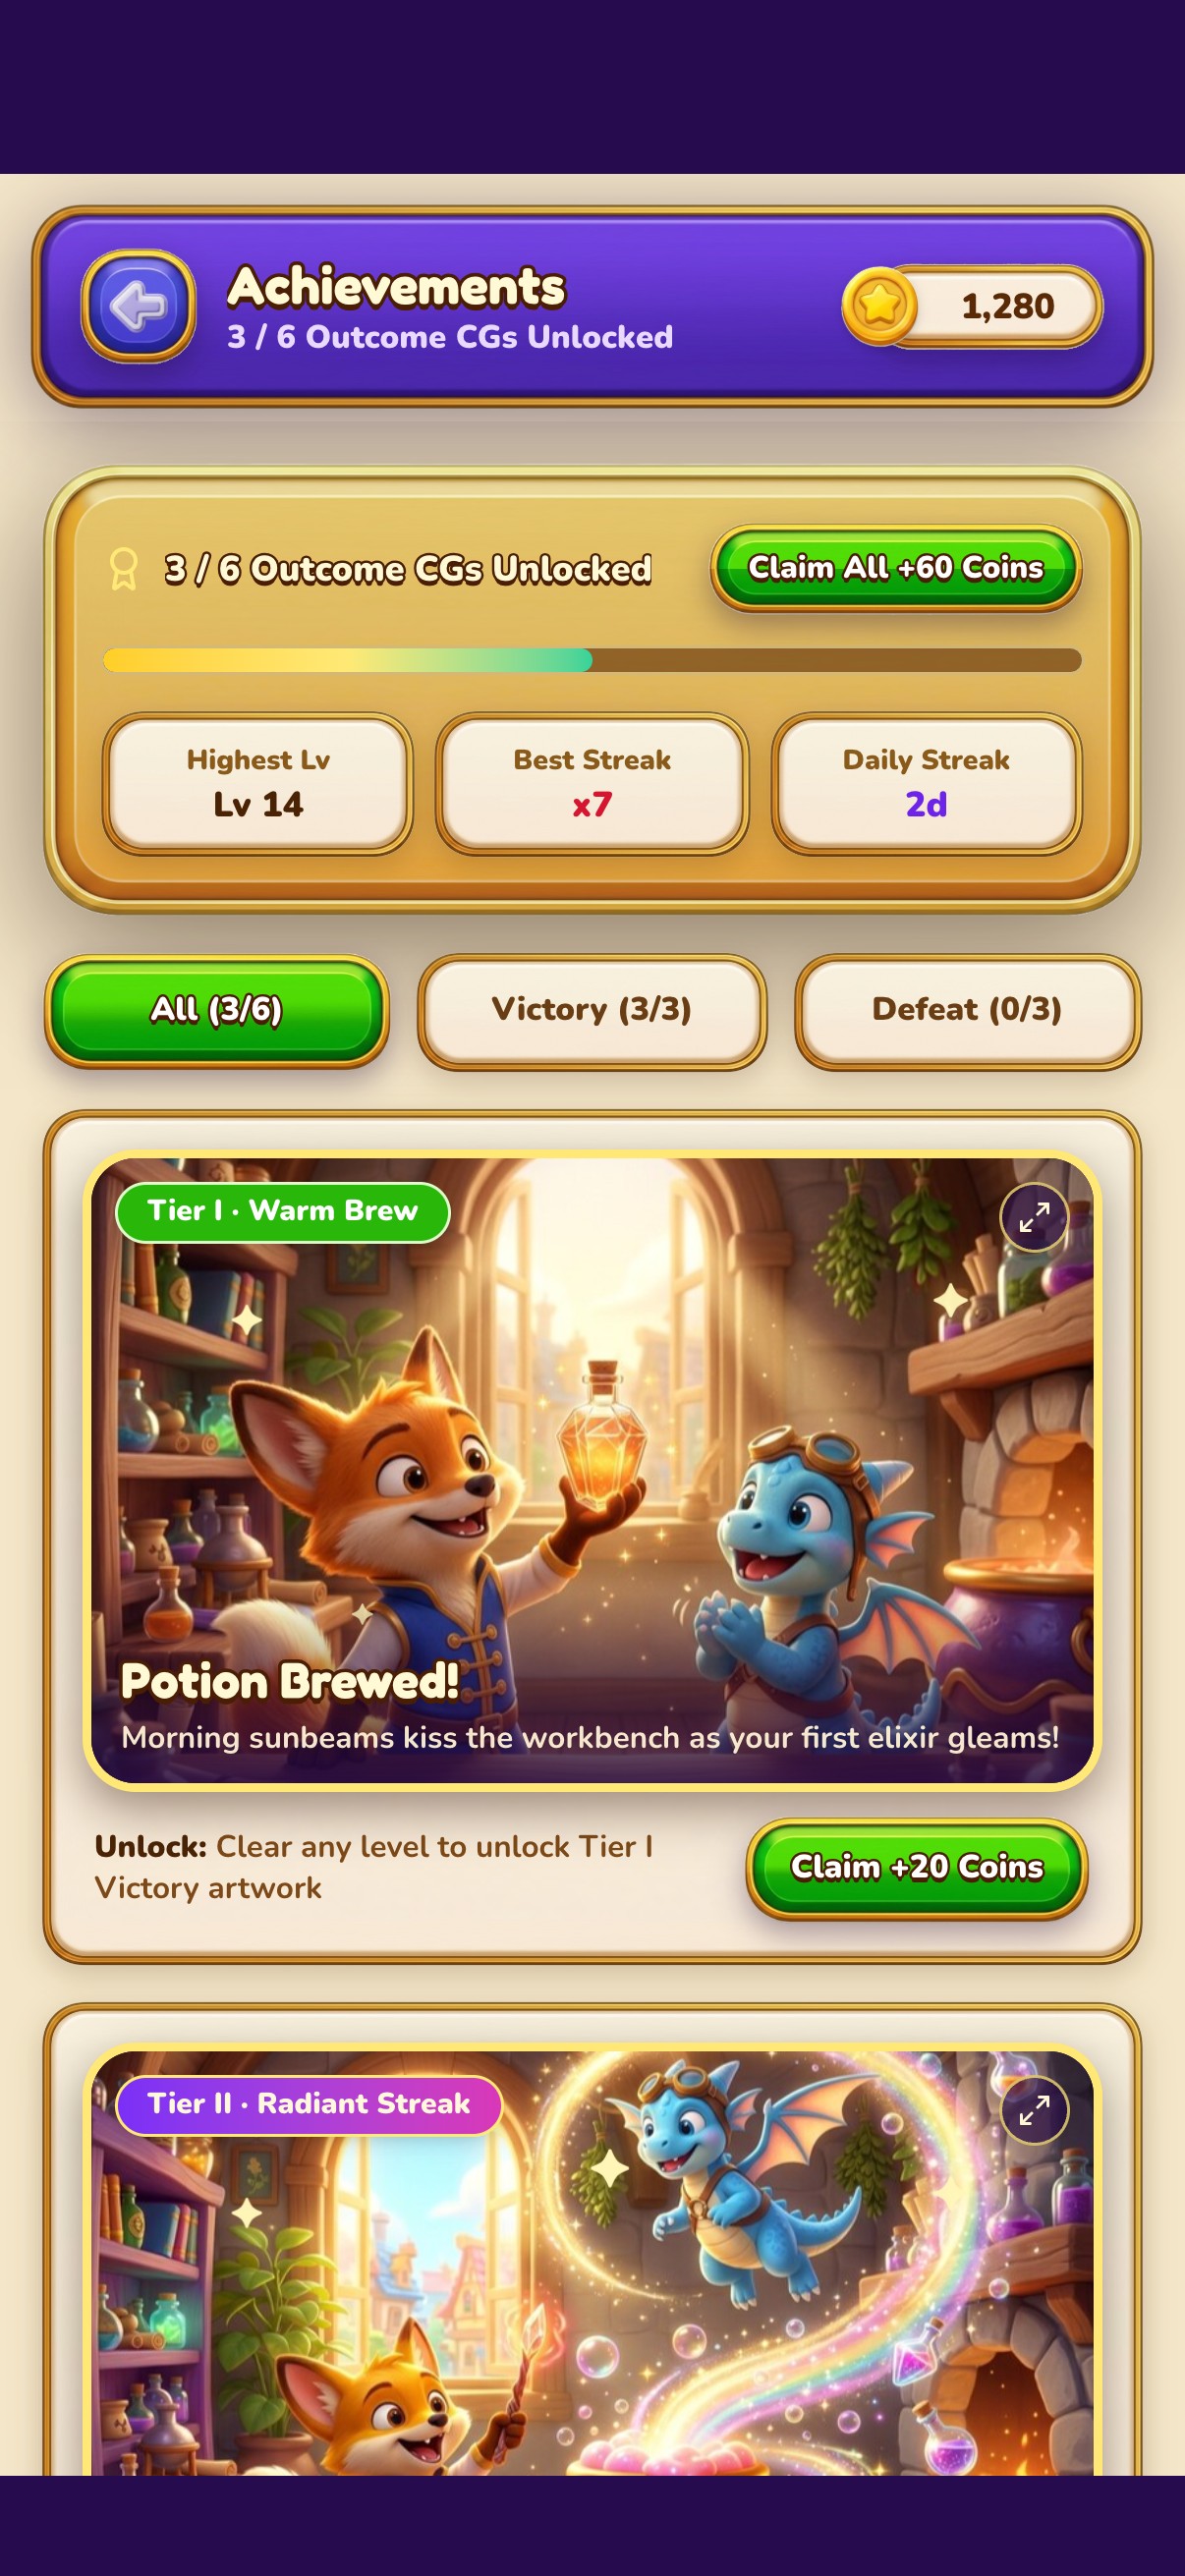 Achievements
3 / 6 Outcome CGs Unlocked
1,280
3 / 6 Outcome CGs Unlocked
Claim All +60 Coins
Highest Lv
Lv 14
Best Streak
x7
Daily Streak
2d
All (3/6)
Victory (3/3)
Defeat (0/3)
Tier I · Warm Brew
Potion Brewed!
Morning sunbeams kiss the workbench as your first elixir gleams!
Unlock: Clear any level to unlock Tier I
Victory artwork
Claim +20 Coins
Tier II · Radiant Streak